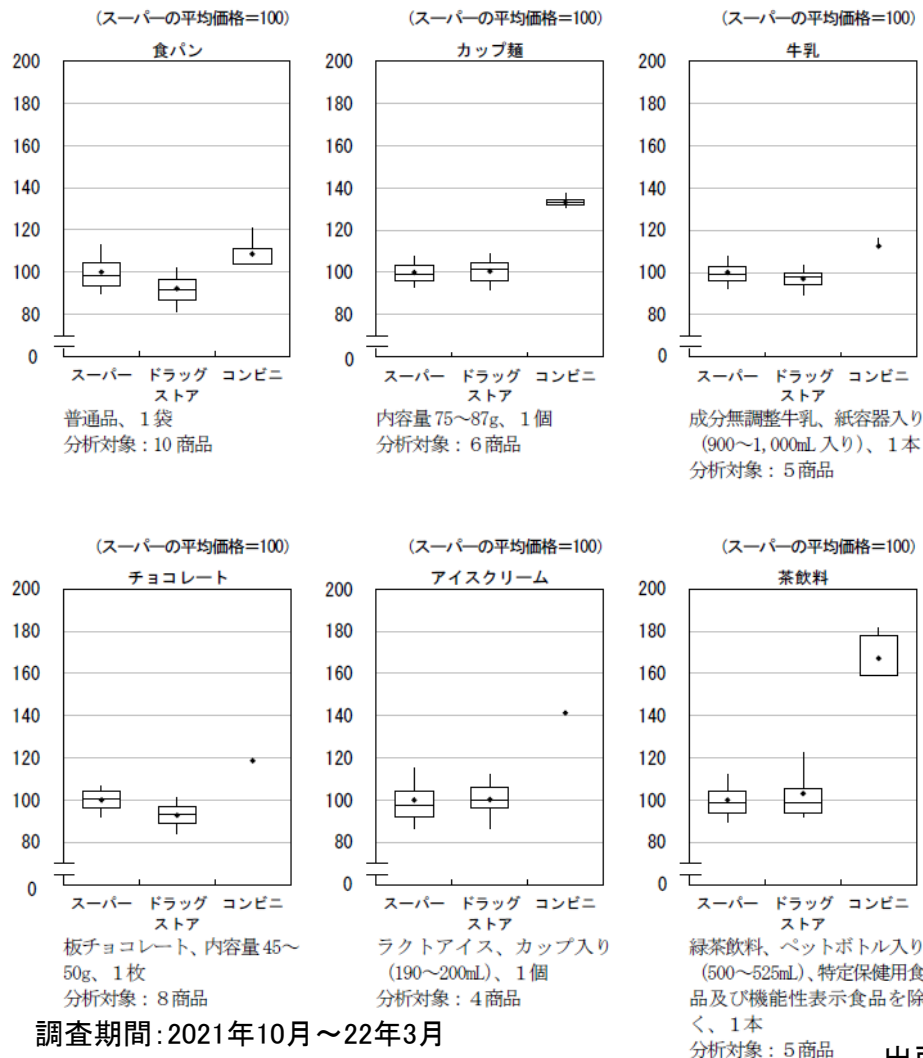 (スーパーの平均価格=100)
食パン
200
180
160
140
120
100
80
0
スーパー ドラッグ コンビニ
ストア
普通品、1袋
分析対象:10商品
(スーパーの平均価格=100)
カップ麺
200
180
160
140
120
100
80
0
スーパー ドラッグ コンビニ
ストア
内容量75~87g、1個
分析対象:6商品
(スーパーの平均価格=100)
牛乳
200
180
160
140
120
100
80
0
スーパー ドラッグ コンビニ
ストア
成分無調整牛乳、紙容器入り
(900~1,000mL入り)、1本
分析対象:5商品
(スーパーの平均価格=100)
チョコレート
200
180
160
140
120
100
80
0
スーパー ドラッグ コンビニ
ストア
板チョコレート、内容量45~
50g、1枚
分析対象:8商品
(スーパーの平均価格=100)
アイスクリーム
200
180
160
140
120
100
80
0
スーパー ドラッグ コンビニ
ストア
ラクトアイス、カップ入り
(190~200mL)、1個
分析対象:4商品
(スーパーの平均価格=100)
茶飲料
200
180
160
140
120
100
80
0
スーパー ドラッグ コンビニ
ストア
緑茶飲料、ペットボトル入り
(500~525mL)、特定保健用食
品及び機能性表示食品を除
く、1本
分析対象:5商品
調査期間:2021年10月~22年3月